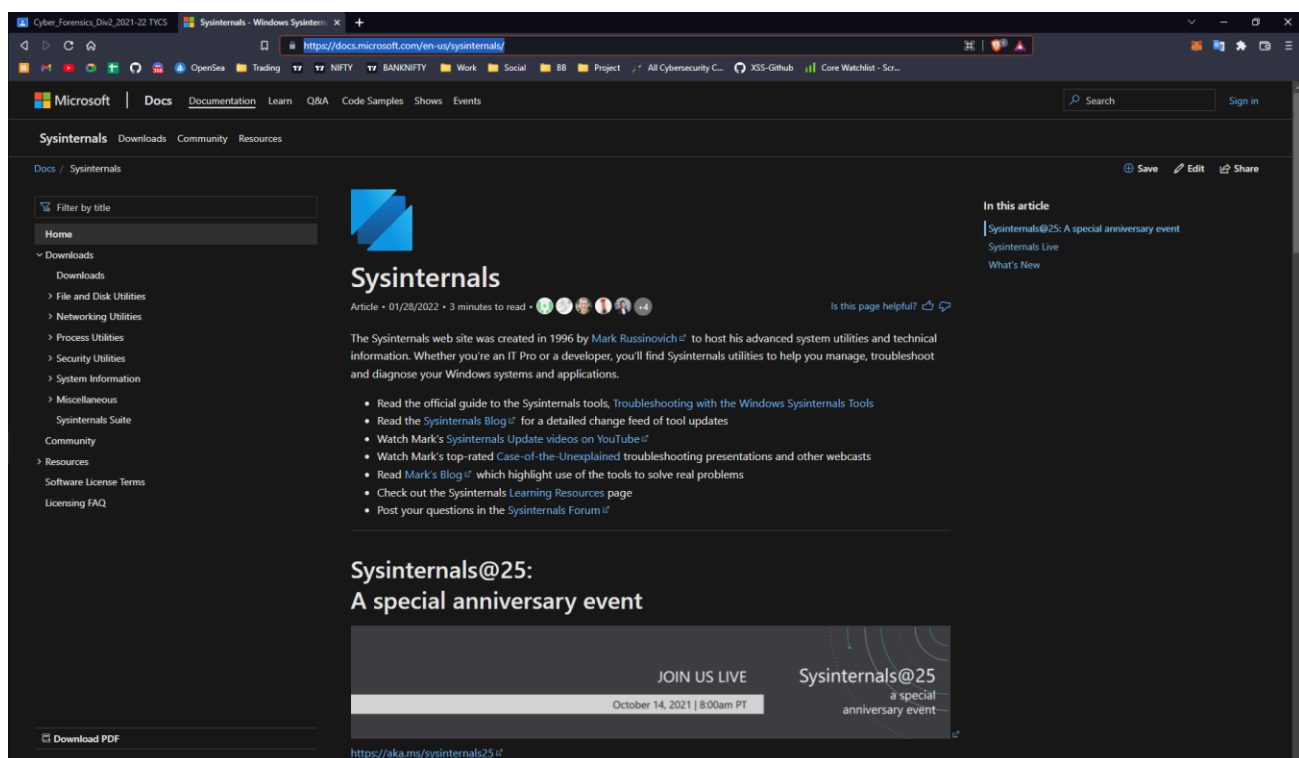 Cyber_Forensics_Div2_2021-22 TYCS
Sysinternals - Windows Sysintern
https://docs.microsoft.com/en-us/sysinternals/
OpenSea Trading NIFTY BANKNIFTY Work Social BB Project All Cybersecurity C... XSS-Github Core Watchlist - Scr...
Microsoft | Docs Documentation Learn Q&A Code Samples Shows Events
Search
Sign in
Sysinternals Downloads Community Resources
Docs / Sysinternals
Save Edit Share
Filter by title
Home
Downloads
Downloads
File and Disk Utilities
Networking Utilities
Process Utilities
Security Utilities
System Information
Miscellaneous
Sysinternals Suite
Community
Resources
Software License Terms
Licensing FAQ
Download PDF
Sysinternals
Article • 01/28/2022 • 3 minutes to read • +4
Is this page helpful?
The Sysinternals web site was created in 1996 by Mark Russinovich to host his advanced system utilities and technical
information. Whether you're an IT Pro or a developer, you'll find Sysinternals utilities to help you manage, troubleshoot
and diagnose your Windows systems and applications.
• Read the official guide to the Sysinternals tools, Troubleshooting with the Windows Sysinternals Tools
• Read the Sysinternals Blog for a detailed change feed of tool updates
• Watch Mark's Sysinternals Update videos on YouTube
• Watch Mark's top-rated Case-of-the-Unexplained troubleshooting presentations and other webcasts
• Read Mark's Blog which highlight use of the tools to solve real problems
• Check out the Sysinternals Learning Resources page
• Post your questions in the Sysinternals Forum
Sysinternals@25:
A special anniversary event
JOIN US LIVE
October 14, 2021 | 8:00am PT
Sysinternals@25
a special
anniversary event
https://aka.ms/sysinternals25
In this article
Sysinternals@25: A special anniversary event
Sysinternals Live
What's New